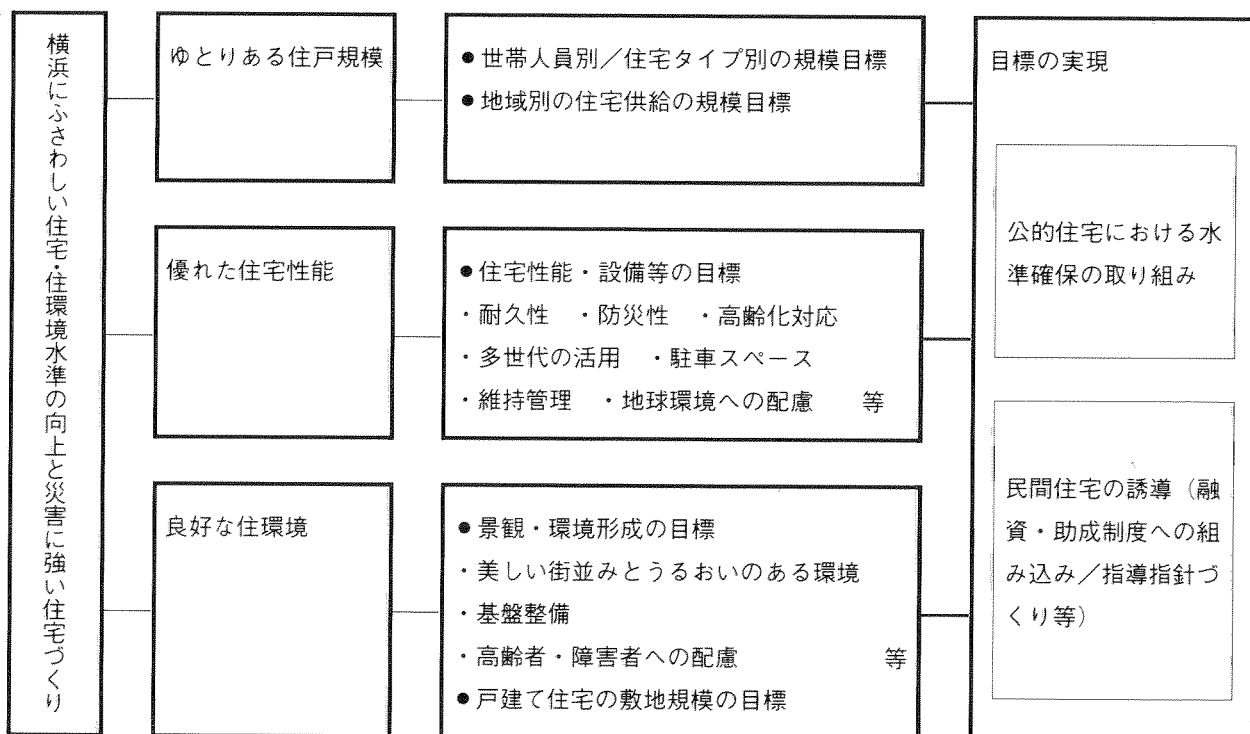 横浜にふさわしい住宅・住環境水準の向上と災害に強い住宅づくり
ゆとりある住戸規模
●世帯人員別／住宅タイプ別の規模目標
●地域別の住宅供給の規模目標
優れた住宅性能
●住宅性能・設備等の目標
・耐久性　・防災性　・高齢化対応
・多世代の活用　・駐車スペース
・維持管理　・地球環境への配慮　　等
良好な住環境
●景観・環境形成の目標
・美しい街並みとうるおいのある環境
・基盤整備
・高齢者・障害者への配慮　　　　　　等
●戸建て住宅の敷地規模の目標
目標の実現
公的住宅における水
準確保の取り組み
民間住宅の誘導（融
資・助成制度への組
み込み／指導指針づ
くり等）